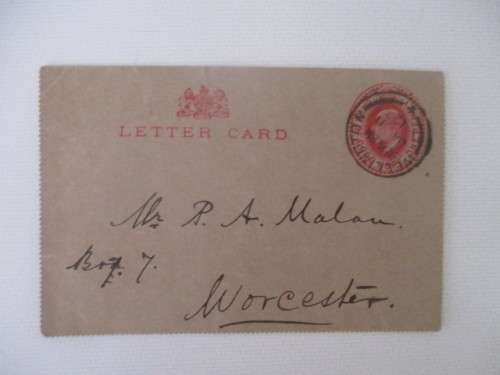 LETTER CARD
Mr P. A. Malan.
Box 7.
Worcester.